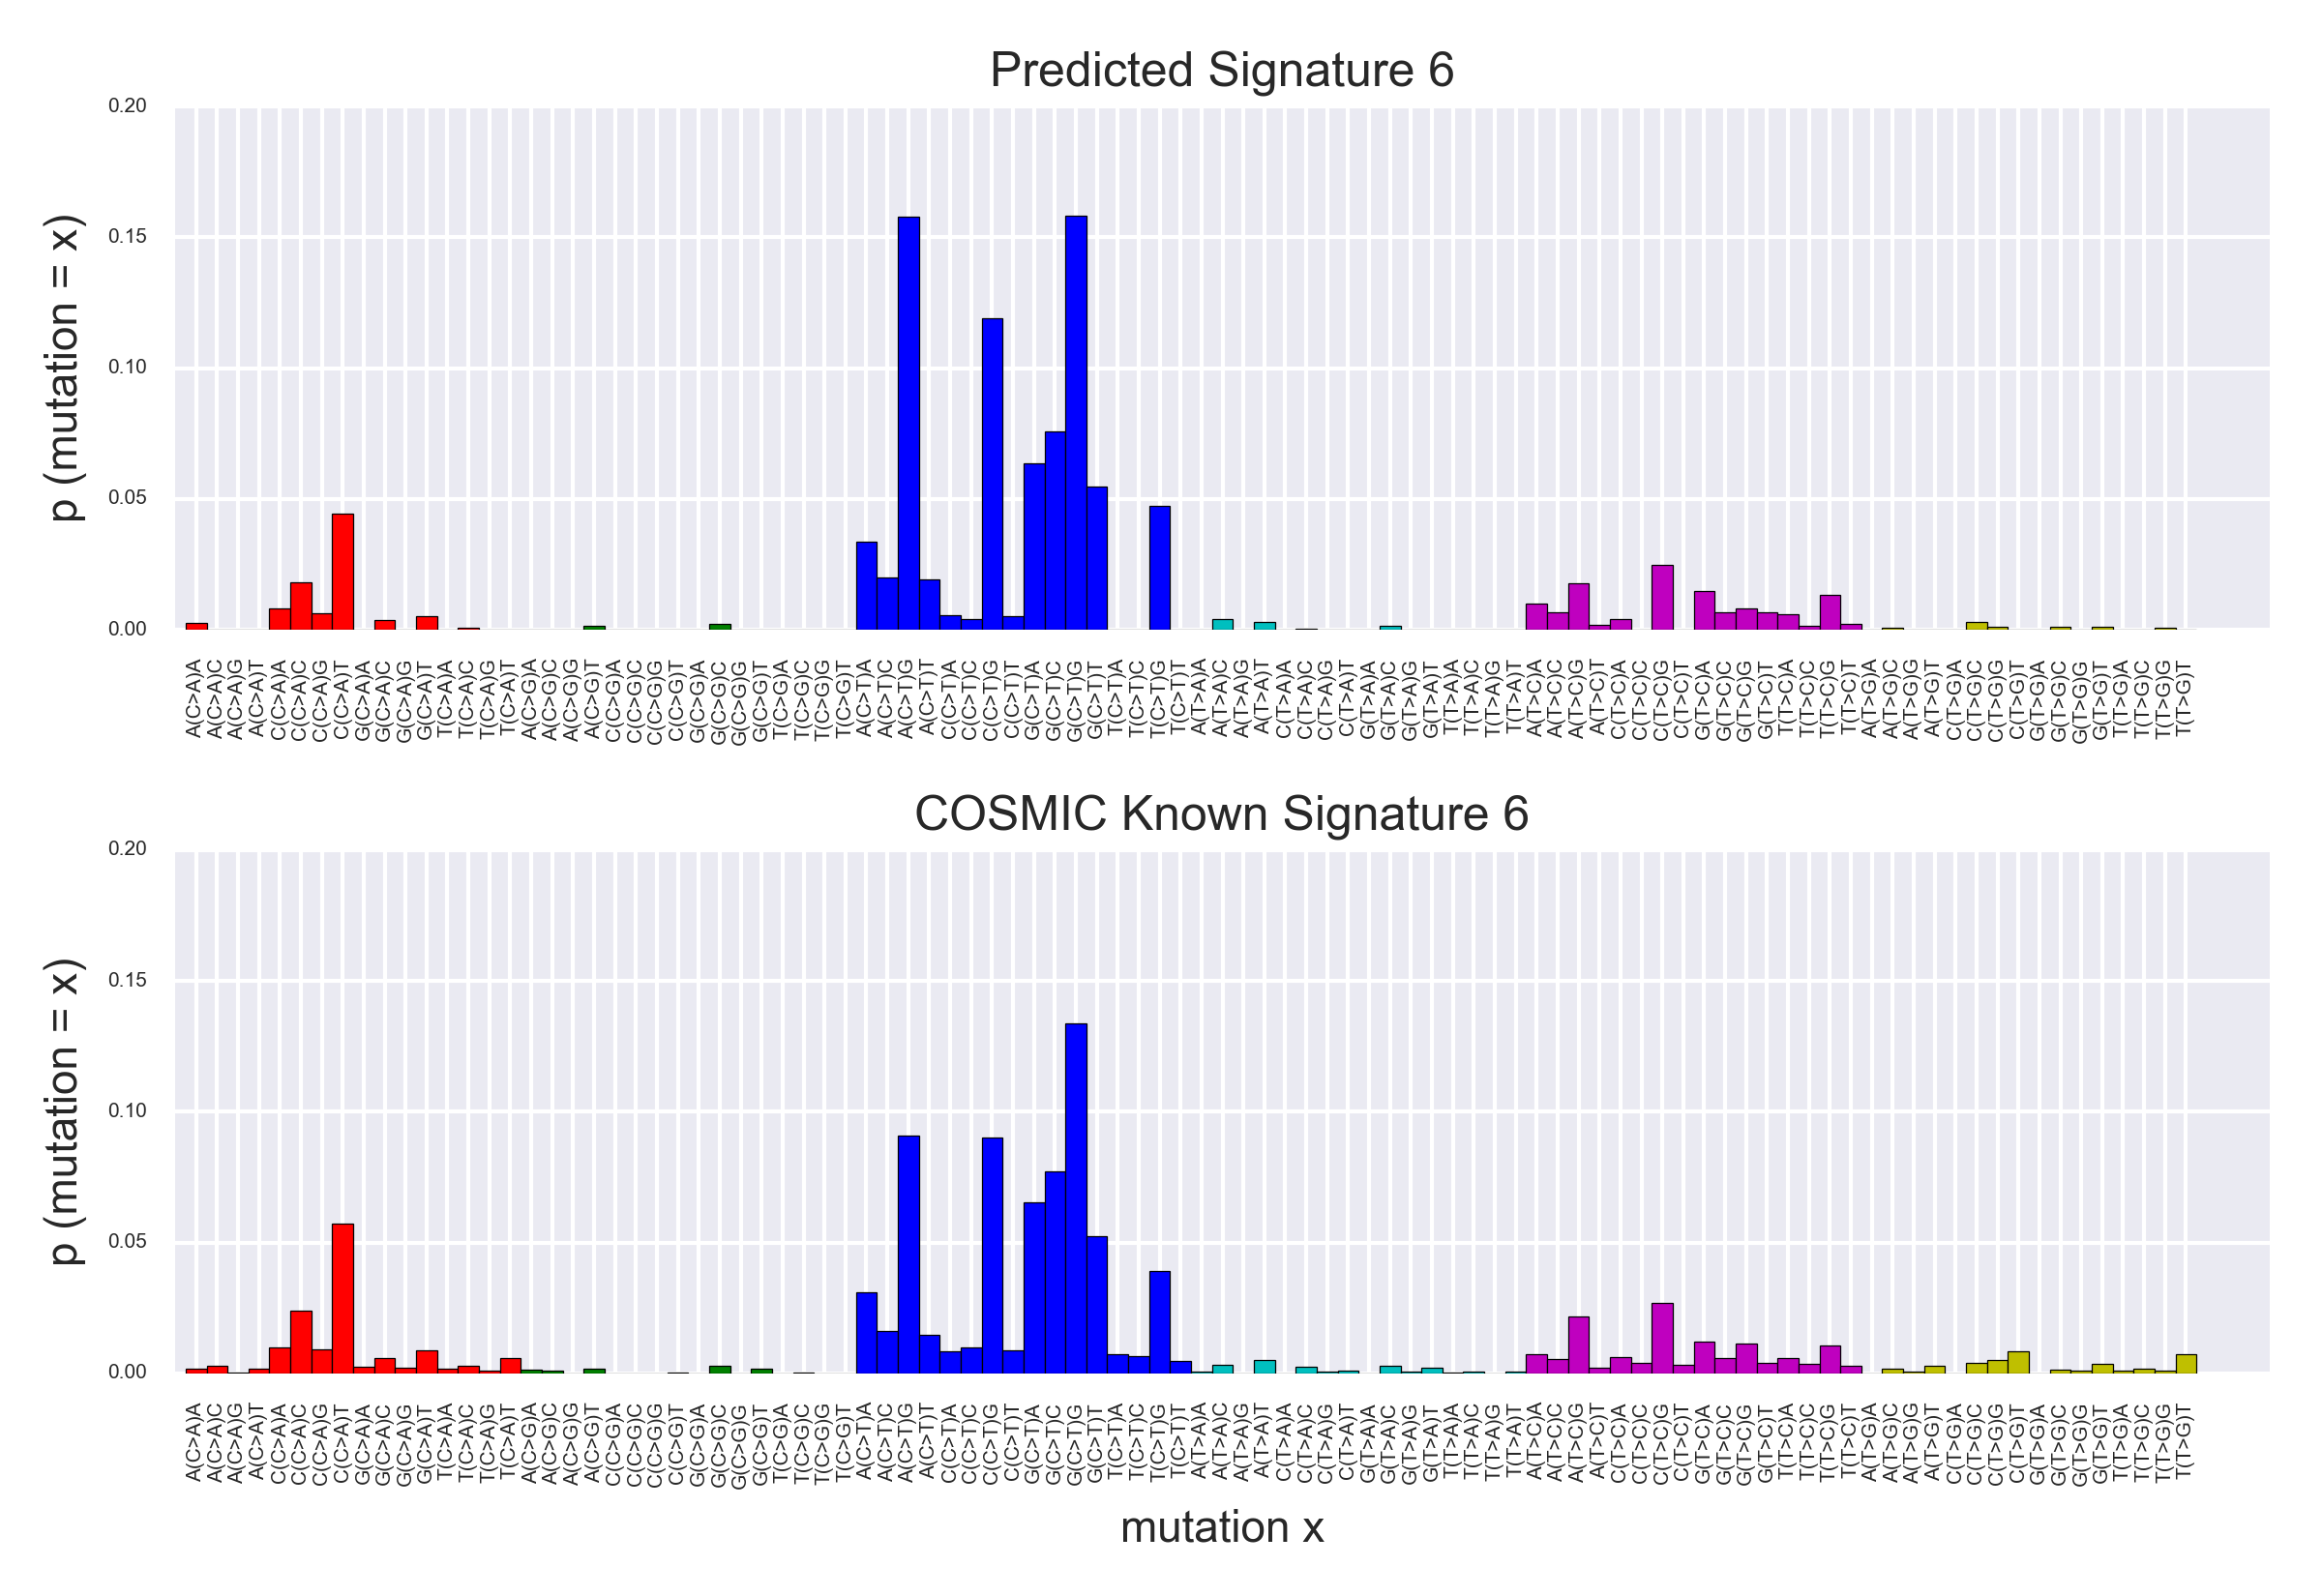 Predicted Signature 6
p (mutation = x)
0.20
0.15
0.10
0.05
0.00
A(C>A)A A(C>A)C A(C>A)G A(C>A)T C(C>A)A C(C>A)C C(C>A)G C(C>A)T G(C>A)A G(C>A)C G(C>A)G G(C>A)T T(C>A)A T(C>A)C T(C>A)G T(C>A)T A(C>G)A A(C>G)C A(C>G)G A(C>G)T C(C>G)A C(C>G)C C(C>G)G C(C>G)T G(C>G)A G(C>G)C G(C>G)G G(C>G)T T(C>G)A T(C>G)C T(C>G)G T(C>G)T A(C>T)A A(C>T)C A(C>T)G A(C>T)T C(C>T)A C(C>T)C C(C>T)G C(C>T)T G(C>T)A G(C>T)C G(C>T)G G(C>T)T T(C>T)A T(C>T)C T(C>T)G T(C>T)T A(T>A)A A(T>A)C A(T>A)G A(T>A)T C(T>A)A C(T>A)C C(T>A)G C(T>A)T G(T>A)A G(T>A)C G(T>A)G G(T>A)T T(T>A)A T(T>A)C T(T>A)G T(T>A)T A(T>C)A A(T>C)C A(T>C)G A(T>C)T C(T>C)A C(T>C)C C(T>C)G C(T>C)T G(T>C)A G(T>C)C G(T>C)G G(T>C)T T(T>C)A T(T>C)C T(T>C)G T(T>C)T A(T>G)A A(T>G)C A(T>G)G A(T>G)T C(T>G)A C(T>G)C C(T>G)G C(T>G)T G(T>G)A G(T>G)C G(T>G)G G(T>G)T T(T>G)A T(T>G)C T(T>G)G T(T>G)T
COSMIC Known Signature 6
p (mutation = x)
0.20
0.15
0.10
0.05
0.00
A(C>A)A A(C>A)C A(C>A)G A(C>A)T C(C>A)A C(C>A)C C(C>A)G C(C>A)T G(C>A)A G(C>A)C G(C>A)G G(C>A)T T(C>A)A T(C>A)C T(C>A)G T(C>A)T A(C>G)A A(C>G)C A(C>G)G A(C>G)T C(C>G)A C(C>G)C C(C>G)G C(C>G)T G(C>G)A G(C>G)C G(C>G)G G(C>G)T T(C>G)A T(C>G)C T(C>G)G T(C>G)T A(C>T)A A(C>T)C A(C>T)G A(C>T)T C(C>T)A C(C>T)C C(C>T)G C(C>T)T G(C>T)A G(C>T)C G(C>T)G G(C>T)T T(C>T)A T(C>T)C T(C>T)G T(C>T)T A(T>A)A A(T>A)C A(T>A)G A(T>A)T C(T>A)A C(T>A)C C(T>A)G C(T>A)T G(T>A)A G(T>A)C G(T>A)G G(T>A)T T(T>A)A T(T>A)C T(T>A)G T(T>A)T A(T>C)A A(T>C)C A(T>C)G A(T>C)T C(T>C)A C(T>C)C C(T>C)G C(T>C)T G(T>C)A G(T>C)C G(T>C)G G(T>C)T T(T>C)A T(T>C)C T(T>C)G T(T>C)T A(T>G)A A(T>G)C A(T>G)G A(T>G)T C(T>G)A C(T>G)C C(T>G)G C(T>G)T G(T>G)A G(T>G)C G(T>G)G G(T>G)T T(T>G)A T(T>G)C T(T>G)G T(T>G)T
mutation x